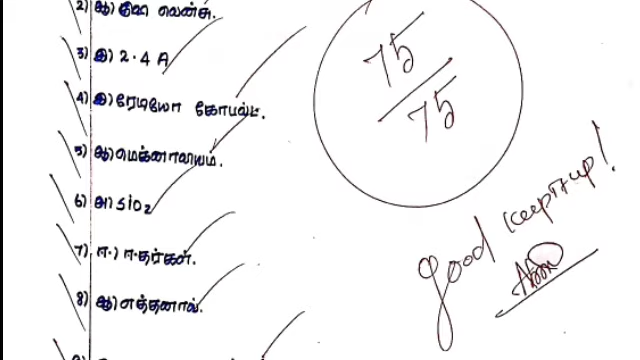 2) ஆ) குவி லென்சு.
3) இ) 2.4 A
4) இ) ரேடியோ கோபால்ட்.
5) ஆ) மெக்னாலியம்.
6) அ) SiO2
7) ஈ) ஈதர்கள்.
8) ஆ) எத்தனால்.
75
75
good keep it up!